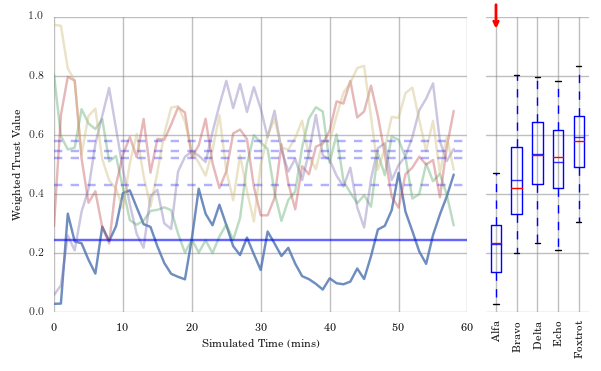 1.0
0.8
0.6
0.4
0.2
0.0
Weighted Trust Value
0
10
20
30
40
50
60
Simulated Time (mins)
Alfa
Bravo
Delta
Echo
Foxtrot